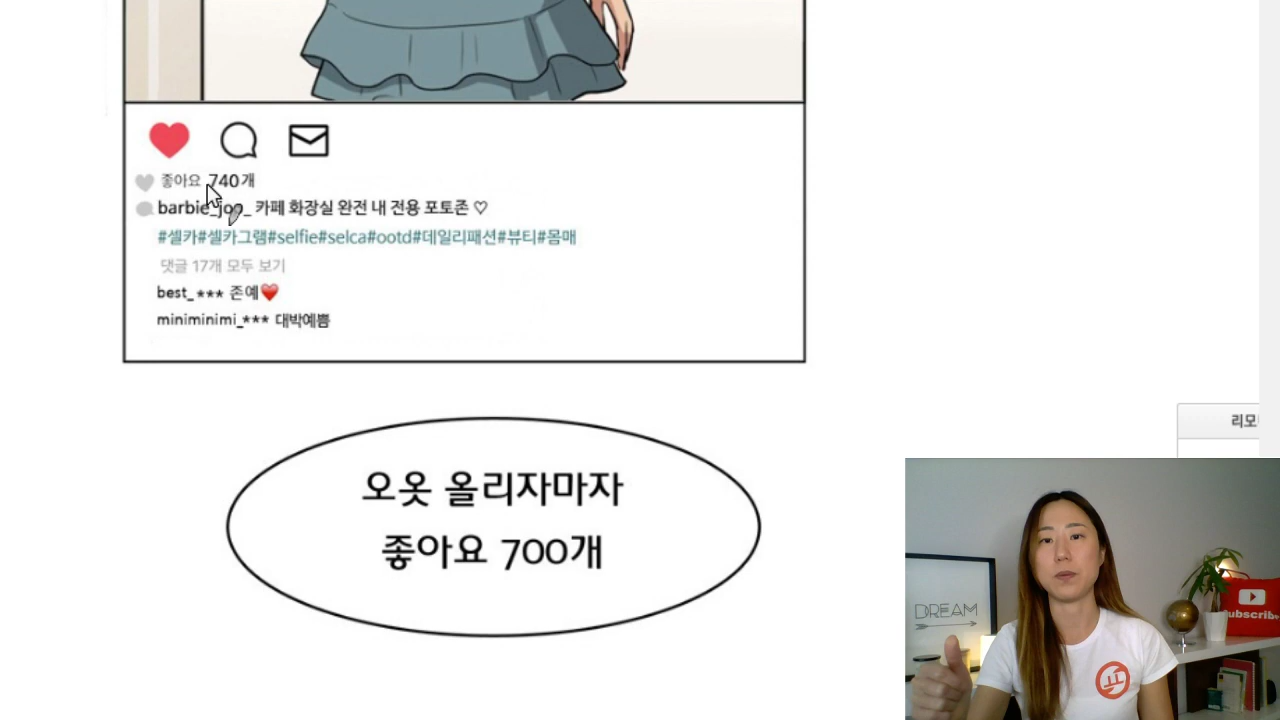 좋아요 740개
barbie_joo_ 카페 화장실 완전 내 전용 포토존 ♡
#셀카#셀카그램#selfie#selca#ootd#데일리패션#뷰티#몸매
댓글 17개 모두 보기
best_*** 존예❤️
miniminimi_*** 대박예쁨
오옷 올리자마자
좋아요 700개
리모
DREAM
Subscribe